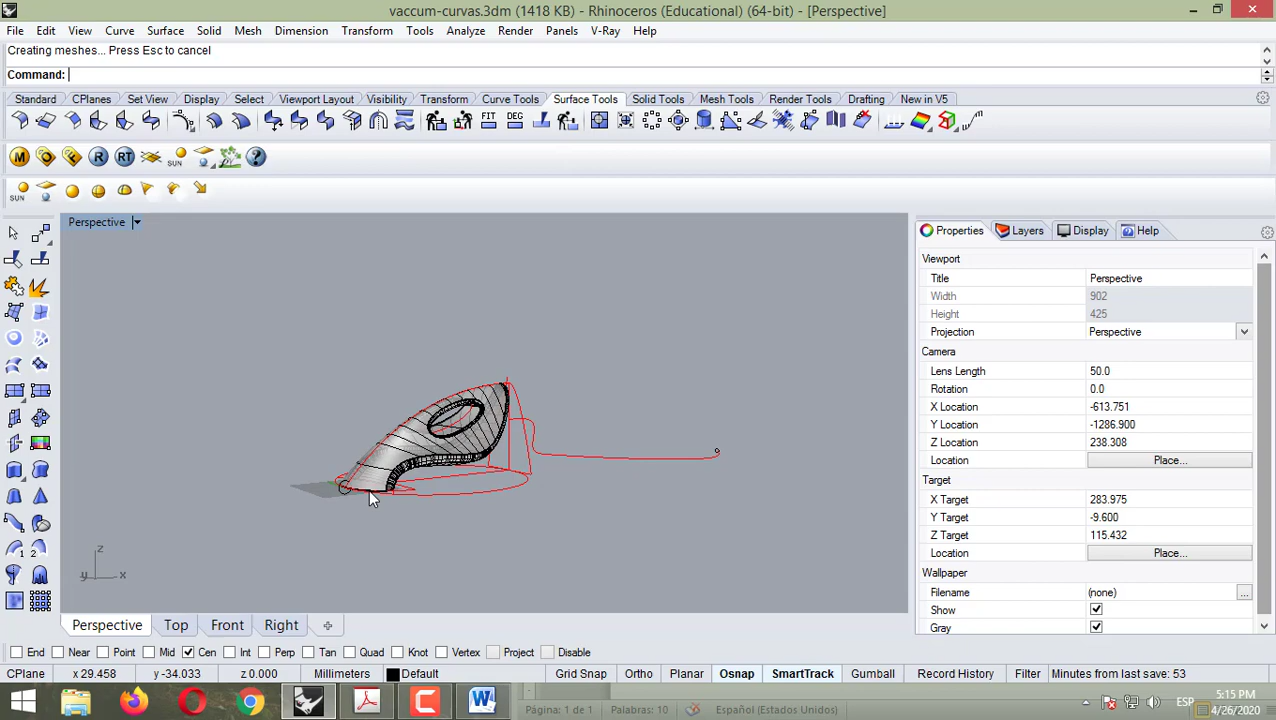 vaccum-curvas.3dm (1418 KB) - Rhinoceros (Educational) (64-bit) - [Perspective]
File Edit View Curve Surface Solid Mesh Dimension Transform Tools Analyze Render Panels V-Ray Help
Creating meshes... Press Esc to cancel
Command:
Standard CPlanes Set View Display Select Viewport Layout Visibility Transform Curve Tools Surface Tools Solid Tools Mesh Tools Render Tools Drafting New in V5
FIT DEG
M R RT SUN ?
SUN
Perspective
Properties Layers Display Help
Viewport
Title Perspective
Width 902
Height 425
Projection Perspective
Camera
Lens Length 50.0
Rotation 0.0
X Location -613.751
Y Location -1286.900
Z Location 238.308
Location Place...
Target
X Target 283.975
Y Target -9.600
Z Target 115.432
Location Place...
Wallpaper
Filename (none) ...
Show
Gray
z
y x
Perspective Top Front Right
End Near Point Mid Cen Int Perp Tan Quad Knot Vertex Project Disable
CPlane x 29.458 y -34.033 z 0.000 Millimeters Default Grid Snap Ortho Planar Osnap SmartTrack Gumball Record History Filter Minutes from last save: 53
Página: 1 de 1 Palabras: 10 Español (Estados Unidos)
ESP 5:15 PM
4/26/2020